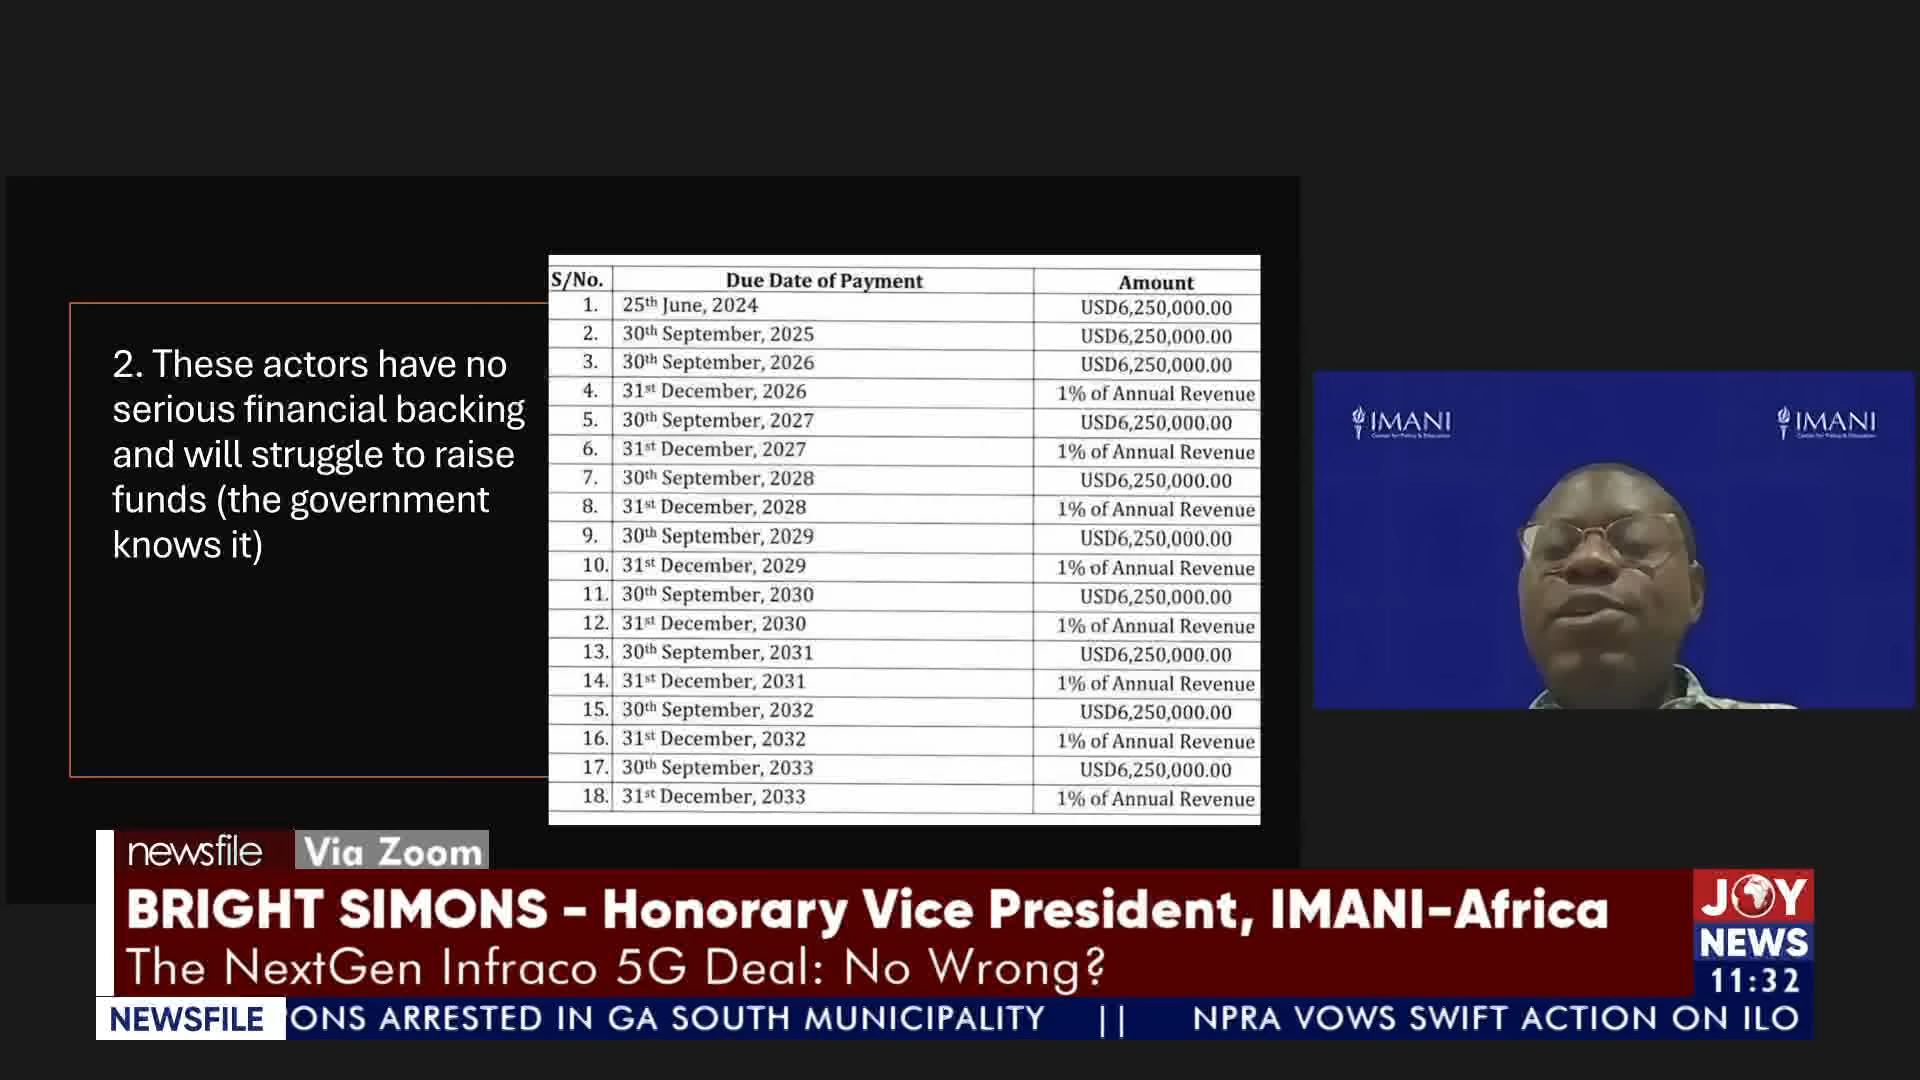 2. These actors have no
serious financial backing
and will struggle to raise
funds (the government
knows it)
S/No. Due Date of Payment Amount
1. 25th June, 2024 USD6,250,000.00
2. 30th September, 2025 USD6,250,000.00
3. 30th September, 2026 USD6,250,000.00
4. 31st December, 2026 1% of Annual Revenue
5. 30th September, 2027 USD6,250,000.00
6. 31st December, 2027 1% of Annual Revenue
7. 30th September, 2028 USD6,250,000.00
8. 31st December, 2028 1% of Annual Revenue
9. 30th September, 2029 USD6,250,000.00
10. 31st December, 2029 1% of Annual Revenue
11. 30th September, 2030 USD6,250,000.00
12. 31st December, 2030 1% of Annual Revenue
13. 30th September, 2031 USD6,250,000.00
14. 31st December, 2031 1% of Annual Revenue
15. 30th September, 2032 USD6,250,000.00
16. 31st December, 2032 1% of Annual Revenue
17. 30th September, 2033 USD6,250,000.00
18. 31st December, 2033 1% of Annual Revenue
IMANI
Center for Policy & Education
IMANI
Center for Policy & Education
newsfile Via Zoom
BRIGHT SIMONS - Honorary Vice President, IMANI-Africa
The NextGen Infraco 5G Deal: No Wrong?
JOY
NEWS
11:32
NEWSFILE ONS ARRESTED IN GA SOUTH MUNICIPALITY || NPRA VOWS SWIFT ACTION ON ILO